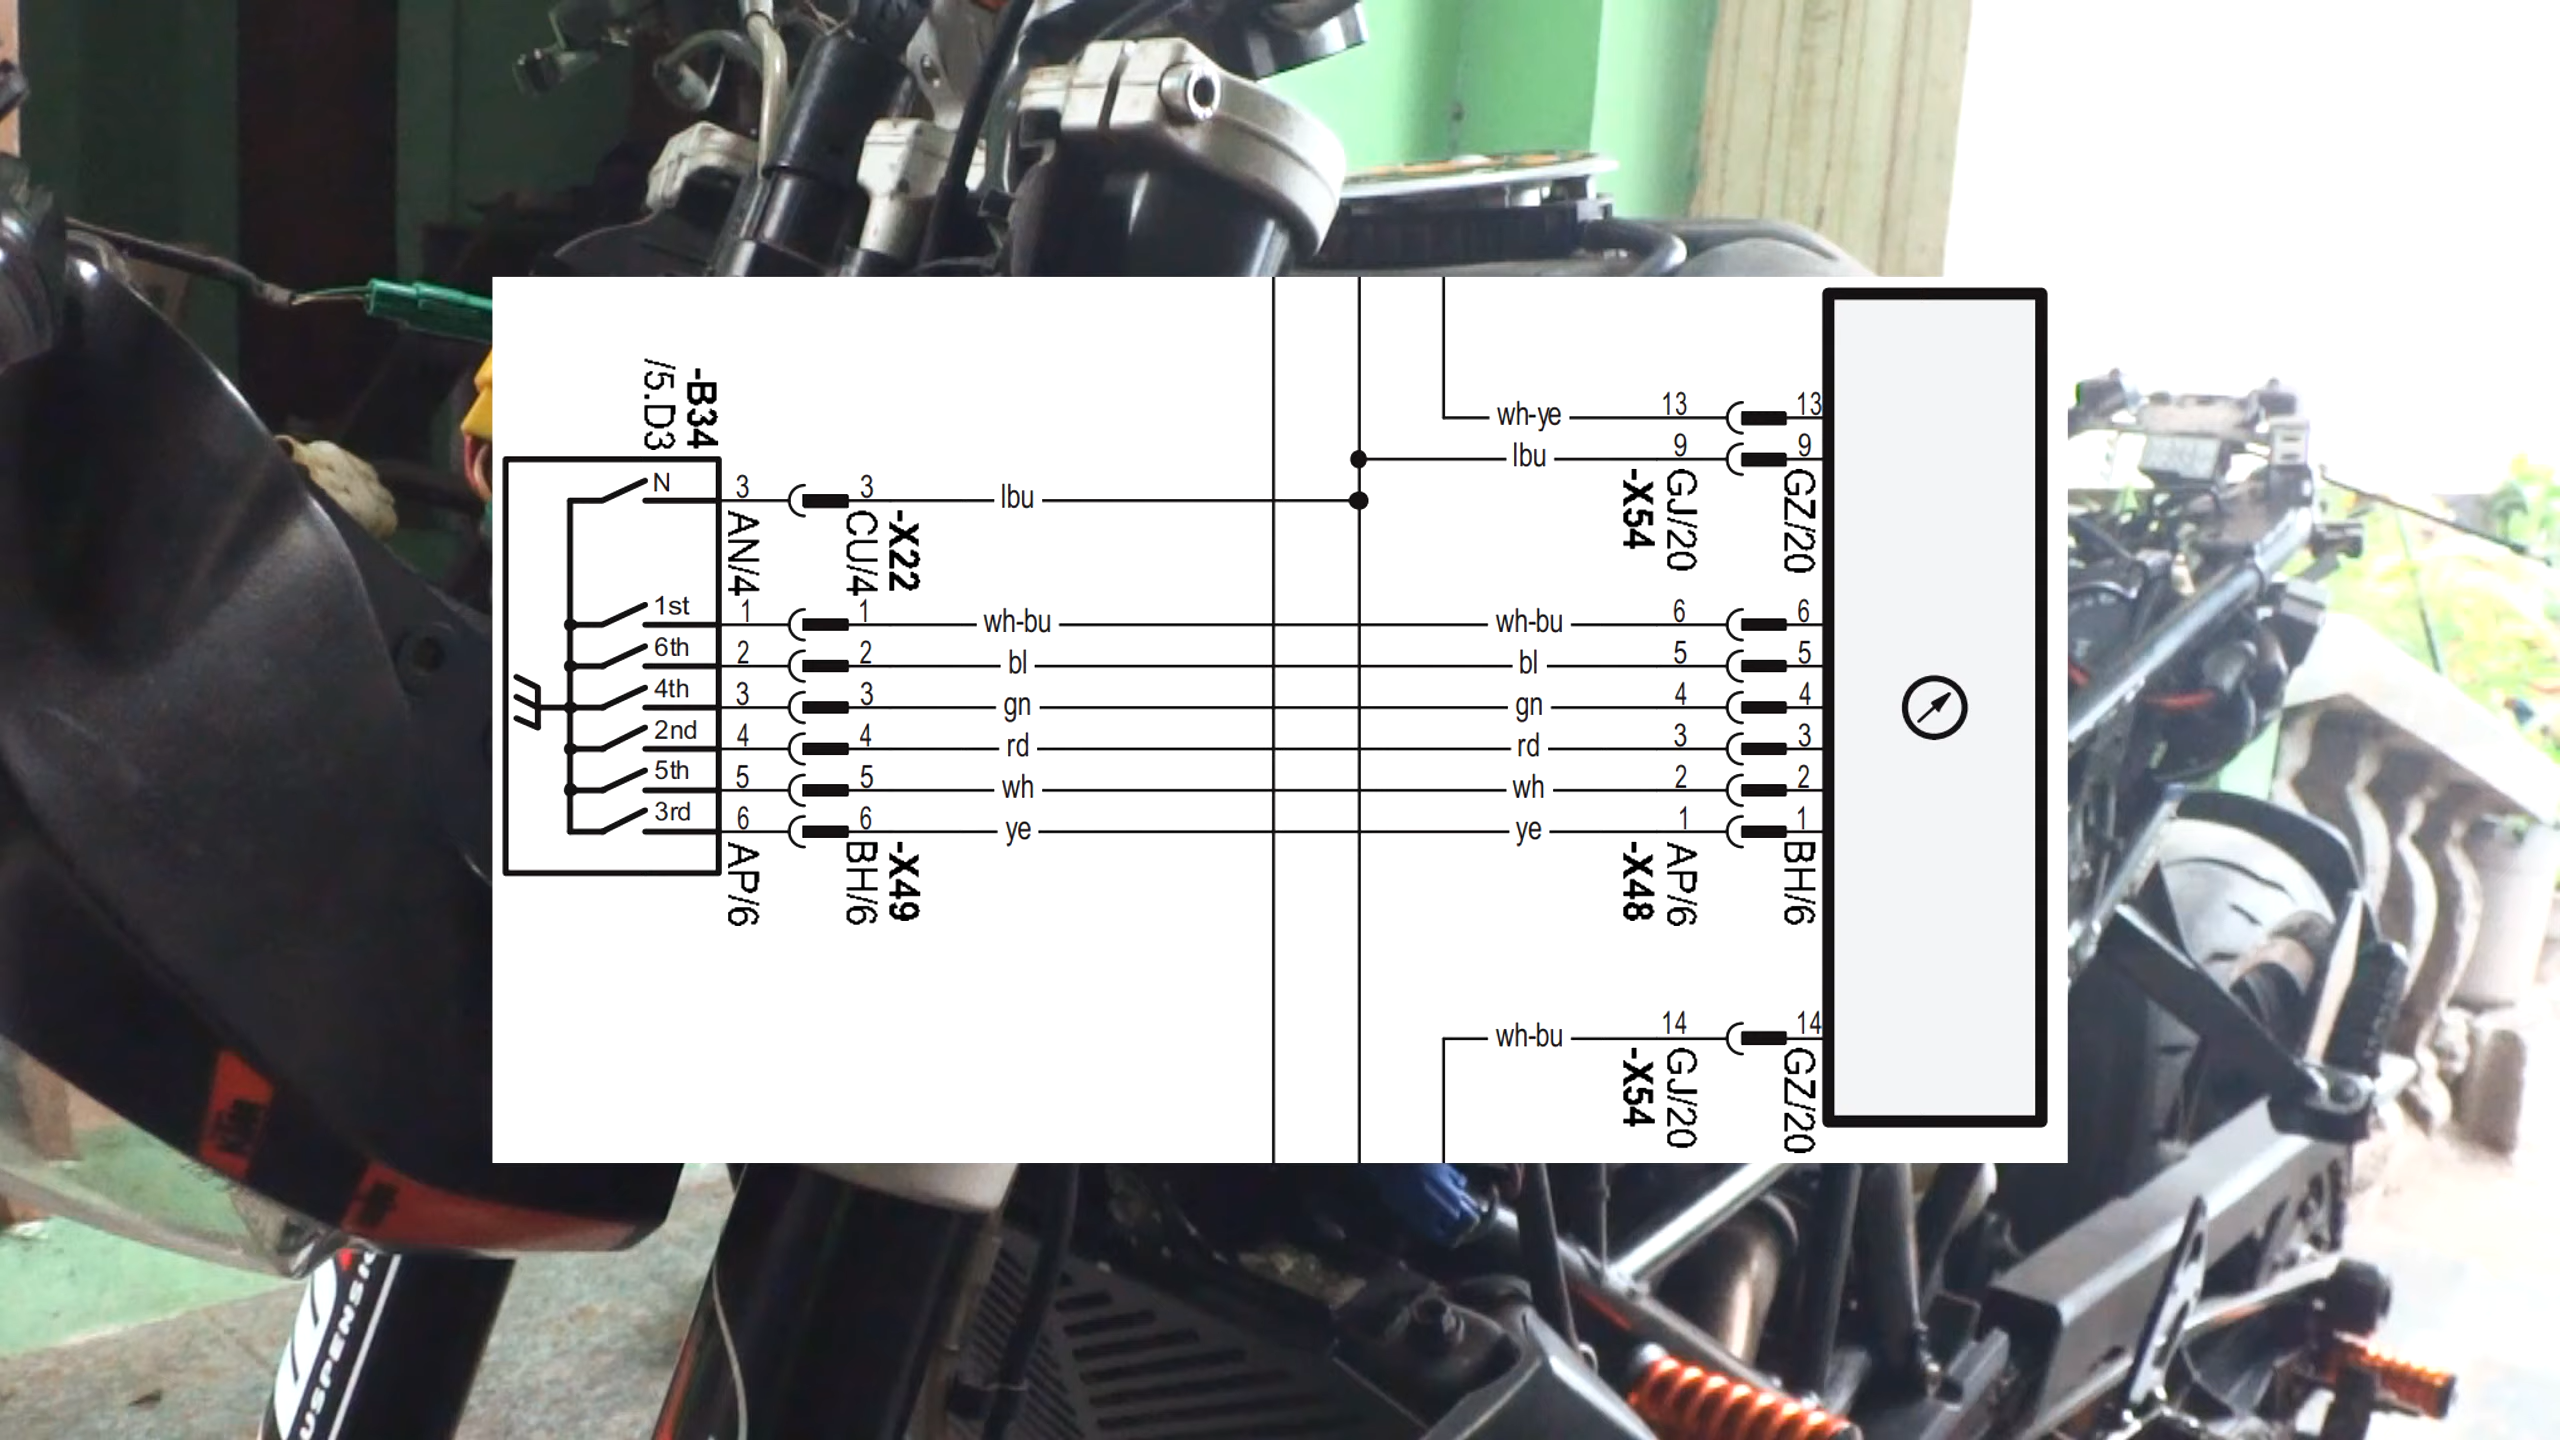 -B34
/5.D3
wh-ye 13 13
lbu 9 9
-X54 GJ/20 GZ/20
N 3 3 lbu
AN/4 CU/4 -X22
1st 1 1 wh-bu wh-bu 6 6
6th 2 2 bl bl 5 5
4th 3 3 gn gn 4 4
2nd 4 4 rd rd 3 3
5th 5 5 wh wh 2 2
3rd 6 6 ye ye 1 1
AP/6 BH/6 -X49 -X48 AP/6 BH/6
wh-bu 14 14
-X54 GJ/20 GZ/20
USPENSIO